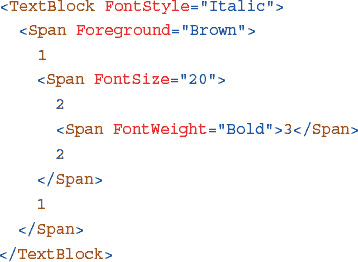 <TextBlock FontStyle="Italic">
<Span Foreground="Brown">
1
<Span FontSize="20">
2
<Span FontWeight="Bold">3</Span>
2
</Span>
1
</Span>
</TextBlock>